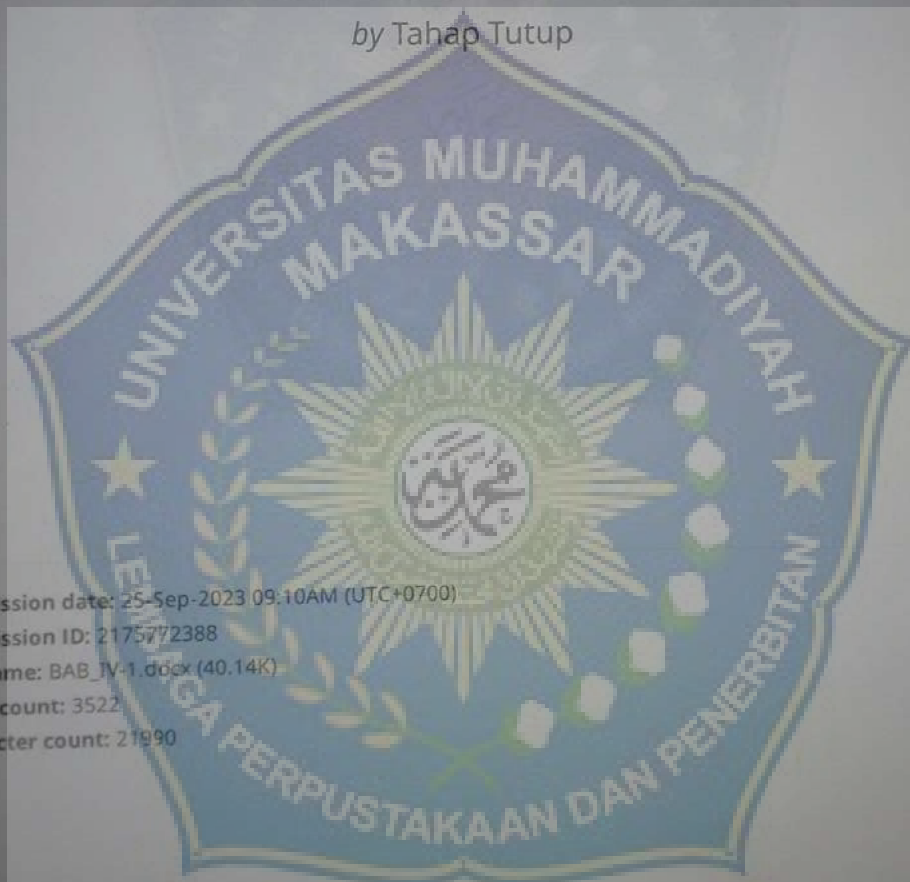 by Tahap Tutup
UNIVERSITAS MUHAMMADIYAH
MAKASSAR
ssion date: 25-Sep-2023 09:10AM (UTC+0700)
ssion ID: 2175772388
me: BAB_IV-1.docx (40.14K)
count: 3522
cter count: 21990
LEMBAGA PERPUSTAKAAN DAN PENERBITAN